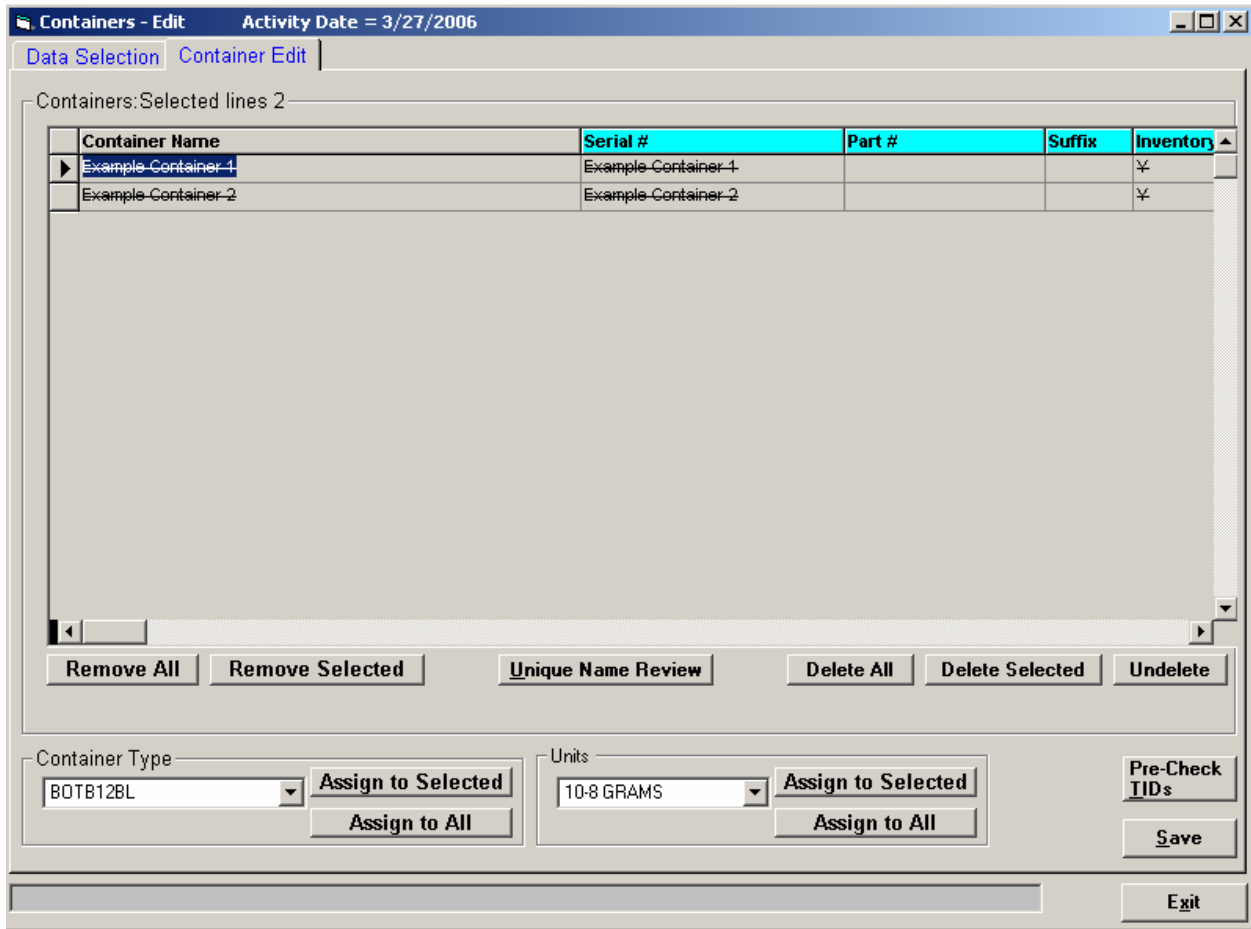 Containers - Edit Activity Date = 3/27/2006
Data Selection Container Edit
Containers:Selected lines 2
Container Name Serial # Part # Suffix Inventory
Example Container 1 Example Container 1 Y
Example Container 2 Example Container 2 Y
Remove All Remove Selected Unique Name Review Delete All Delete Selected Undelete
Container Type Units
BOTB12BL Assign to Selected 10-8 GRAMS Assign to Selected Pre-Check TIDs
Assign to All Assign to All Save
Exit